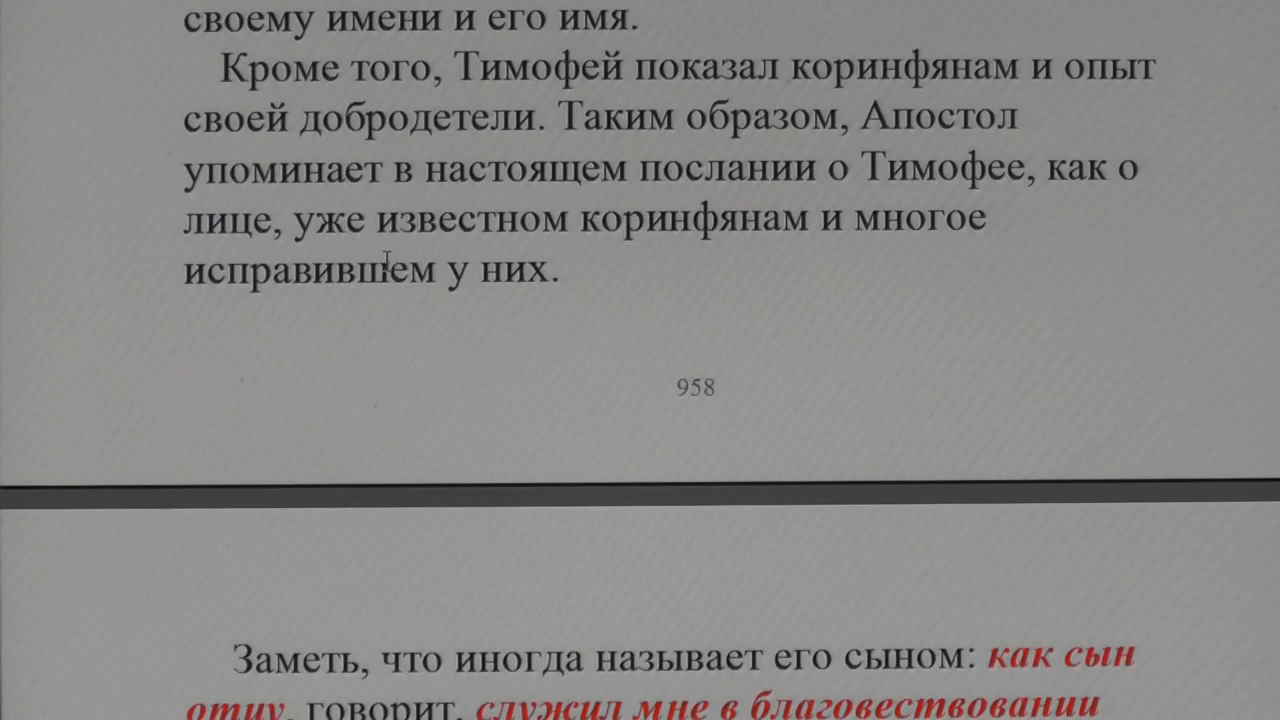 своему имени и его имя.
Кроме того, Тимофей показал коринфянам и опыт
своей добродетели. Таким образом, Апостол
упоминает в настоящем послании о Тимофее, как о
лице, уже известном коринфянам и многое
исправившем у них.
958
Заметь, что иногда называет его сыном: как сын
отцу, говорит, служил мне в благовествовании